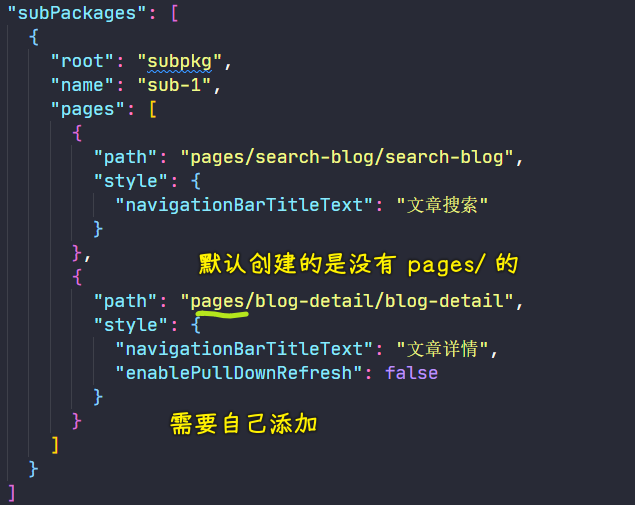 "subPackages": [
{
"root": "subpkg",
"name": "sub-1",
"pages": [
{
"path": "pages/search-blog/search-blog",
"style": {
"navigationBarTitleText": "文章搜索"
}
},
默认创建的是没有 pages/ 的
{
"path": "pages/blog-detail/blog-detail",
"style": {
"navigationBarTitleText": "文章详情",
"enablePullDownRefresh": false
}
}
需要自己添加
]
}
]